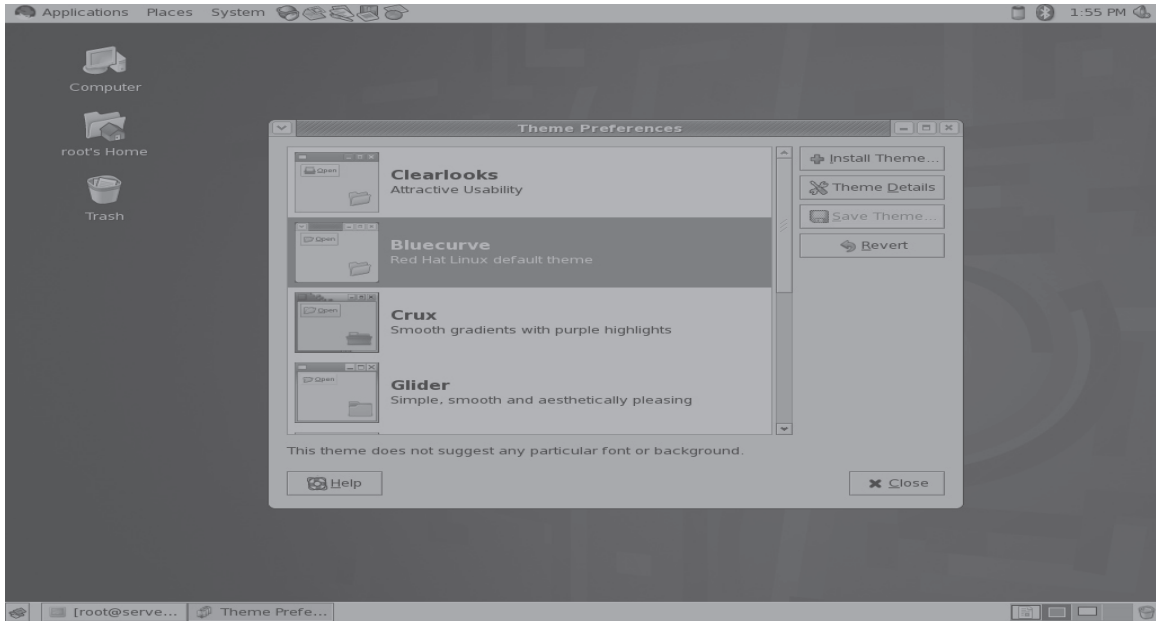 Applications Places System
1:55 PM
Computer
root's Home
Trash
Theme Preferences
Open
Clearlooks
Attractive Usability
Open
Bluecurve
Red Hat Linux default theme
Open
Crux
Smooth gradients with purple highlights
Open
Glider
Simple, smooth and aesthetically pleasing
Install Theme...
Theme Details
Save Theme...
Revert
This theme does not suggest any particular font or background.
Help
Close
[root@serve...
Theme Prefe...